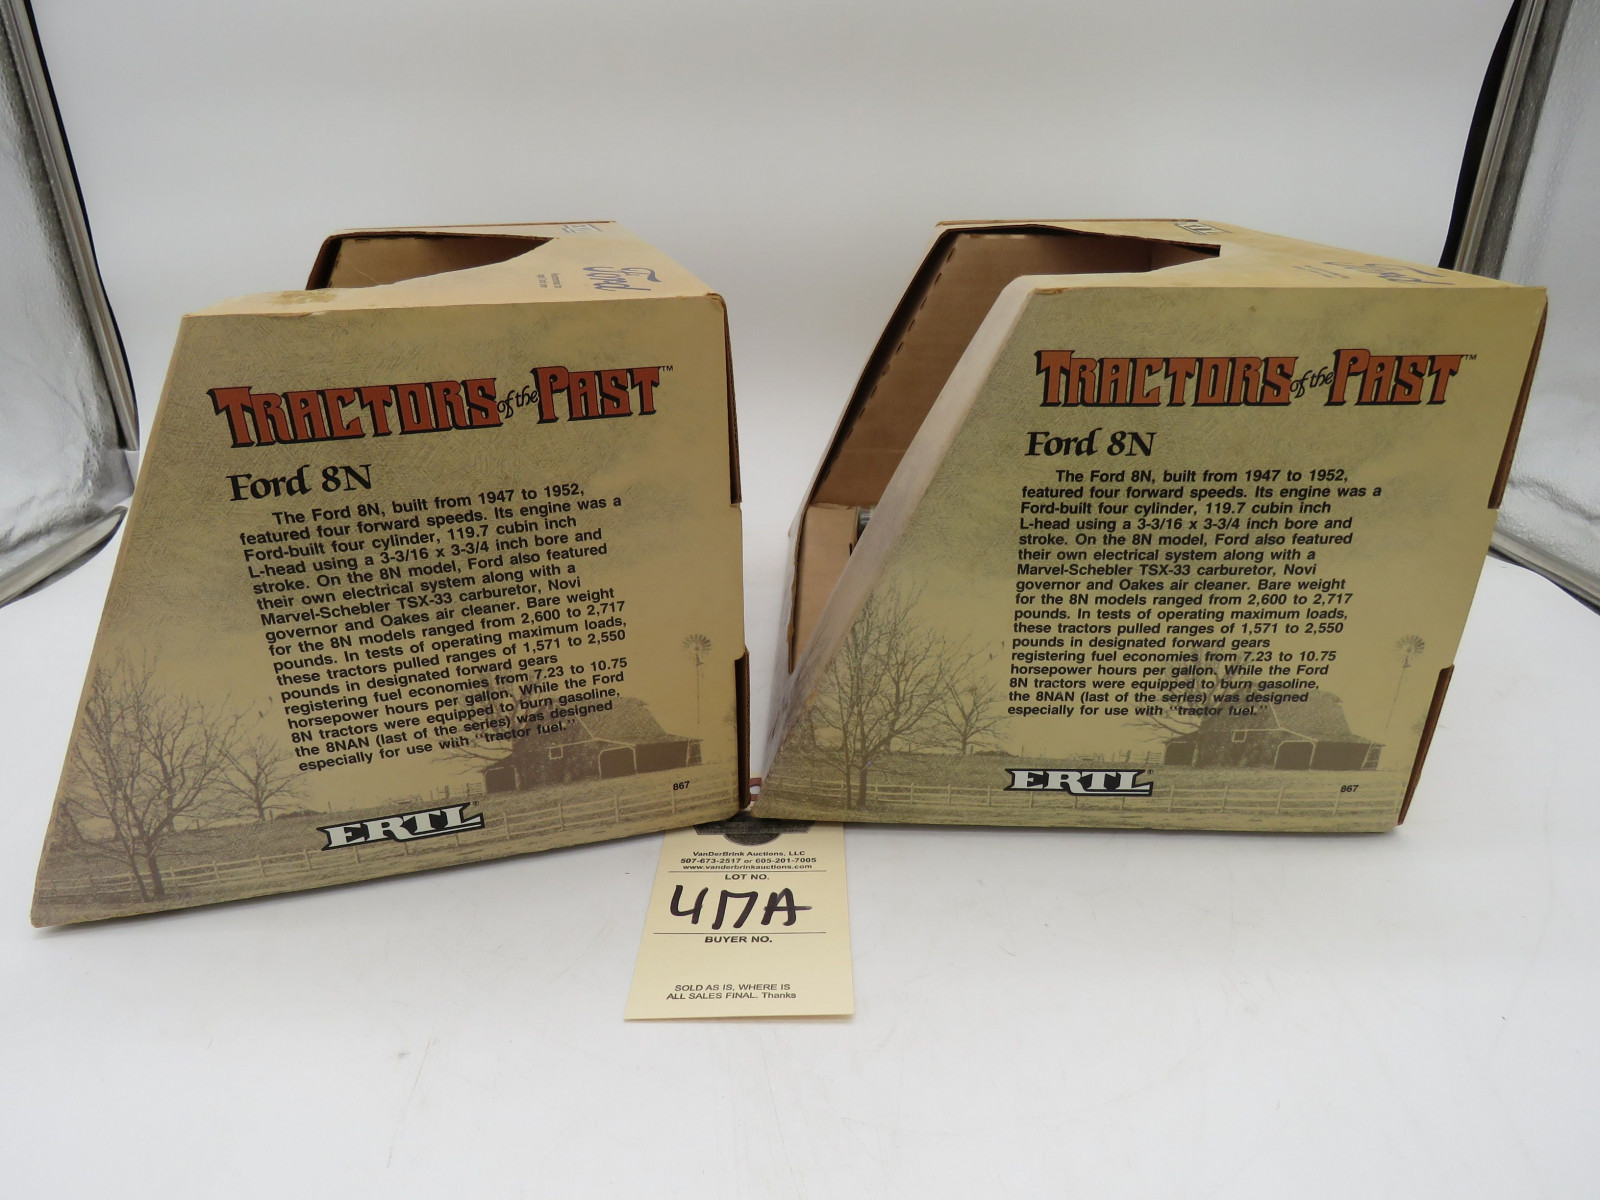 Ford
TRACTORS of the PAST™
Ford 8N
The Ford 8N, built from 1947 to 1952,
featured four forward speeds. Its engine was a
Ford-built four cylinder, 119.7 cubin inch
L-head using a 3-3/16 x 3-3/4 inch bore and
stroke. On the 8N model, Ford also featured
their own electrical system along with a
Marvel-Schebler TSX-33 carburetor, Novi
governor and Oakes air cleaner. Bare weight
for the 8N models ranged from 2,600 to 2,717
pounds. In tests of operating maximum loads,
these tractors pulled ranges of 1,571 to 2,550
pounds in designated forward gears
registering fuel economies from 7.23 to 10.75
horsepower hours per gallon. While the Ford
8N tractors were equipped to burn gasoline,
the 8NAN (last of the series) was designed
especially for use with "tractor fuel."
867
ERTL®
Ford
TRACTORS of the PAST™
Ford 8N
The Ford 8N, built from 1947 to 1952,
featured four forward speeds. Its engine was a
Ford-built four cylinder, 119.7 cubin inch
L-head using a 3-3/16 x 3-3/4 inch bore and
stroke. On the 8N model, Ford also featured
their own electrical system along with a
Marvel-Schebler TSX-33 carburetor, Novi
governor and Oakes air cleaner. Bare weight
for the 8N models ranged from 2,600 to 2,717
pounds. In tests of operating maximum loads,
these tractors pulled ranges of 1,571 to 2,550
pounds in designated forward gears
registering fuel economies from 7.23 to 10.75
horsepower hours per gallon. While the Ford
8N tractors were equipped to burn gasoline,
the 8NAN (last of the series) was designed
especially for use with "tractor fuel."
ERTL®
867
VanDerBrink Auctions, LLC
507-673-2517 or 605-201-7005
www.vanderbrinkauctions.com
LOT NO.
417A
BUYER NO.
SOLD AS IS, WHERE IS
ALL SALES FINAL. Thanks